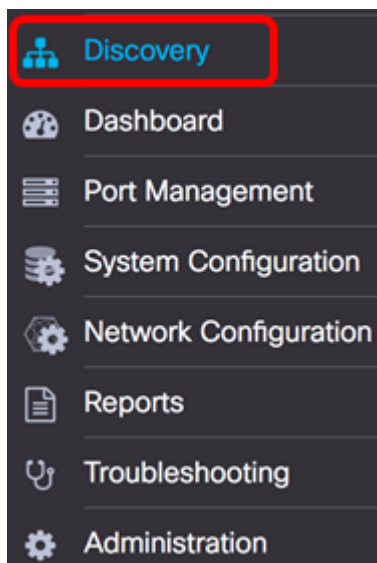 Discovery
Dashboard
Port Management
System Configuration
Network Configuration
Reports
Troubleshooting
Administration